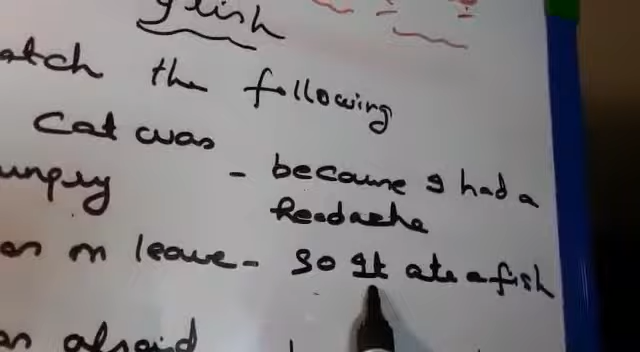 glish
atch the following
Cat was
ungry - because I had a
headache
on leave - so It ate a fish
afraid